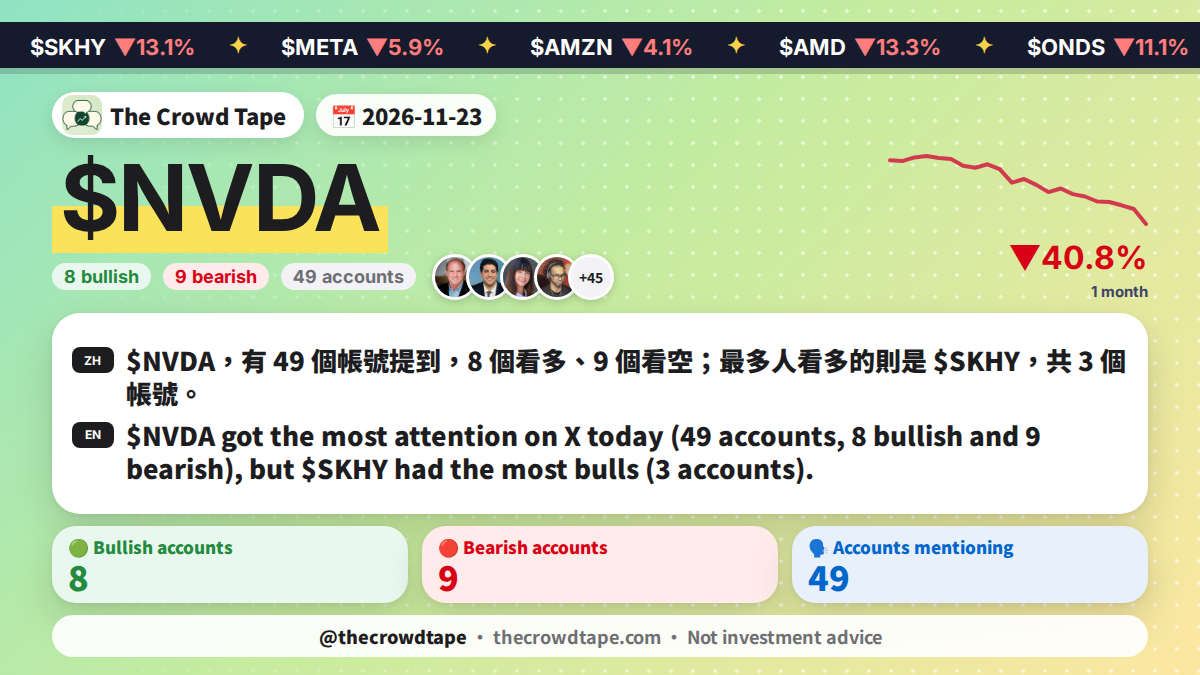 $SKHY ▼13.1% ✦ $META ▼5.9% ✦ $AMZN ▼4.1% ✦ $AMD ▼13.3% ✦ $ONDS ▼11.1%
The Crowd Tape
2026-11-23
$NVDA
8 bullish 9 bearish 49 accounts +45
▼40.8%
1 month
ZH $NVDA，有 49 個帳號提到，8 個看多、9 個看空；最多人看多的則是 $SKHY，共 3 個
帳號。
EN $NVDA got the most attention on X today (49 accounts, 8 bullish and 9
bearish), but $SKHY had the most bulls (3 accounts).
Bullish accounts
8
Bearish accounts
9
Accounts mentioning
49
@thecrowdtape • thecrowdtape.com • Not investment advice